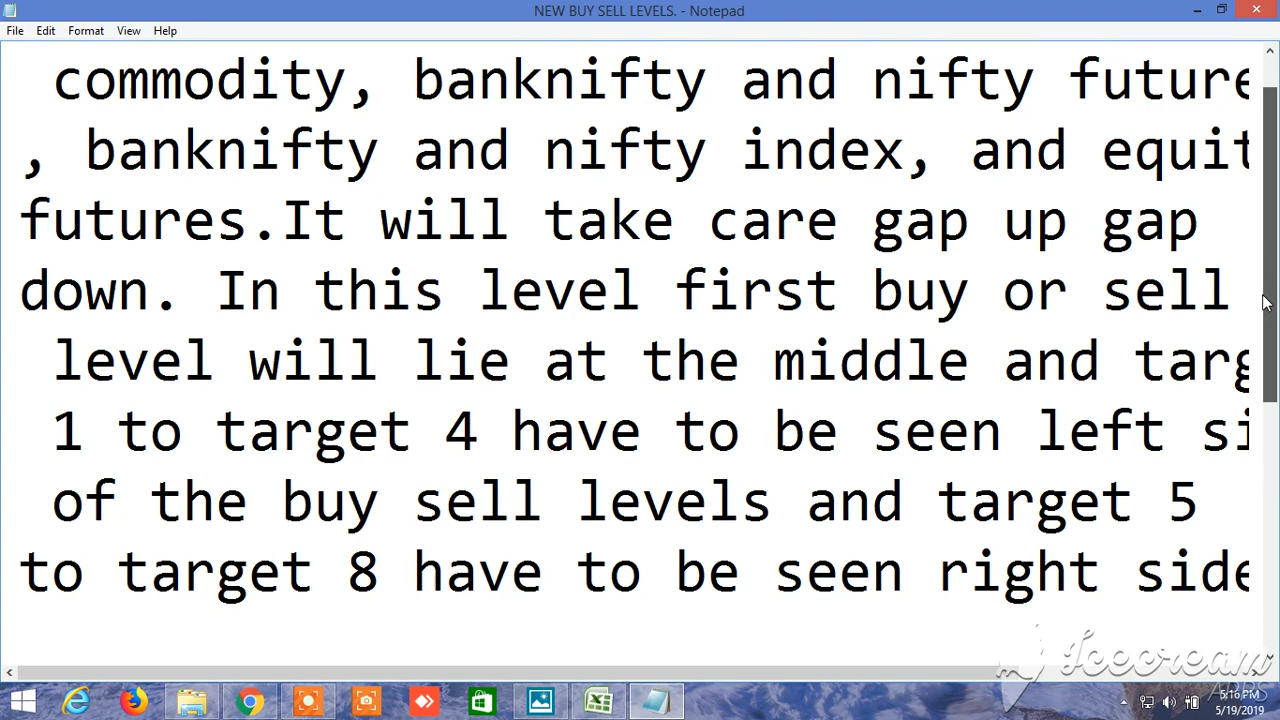 NEW BUY SELL LEVELS. - Notepad
File Edit Format View Help
commodity, banknifty and nifty future
, banknifty and nifty index, and equit
futures.It will take care gap up gap
down. In this level first buy or sell
level will lie at the middle and targ
1 to target 4 have to be seen left si
of the buy sell levels and target 5
to target 8 have to be seen right side
Icecream
APPS
5:16 PM
5/19/2019